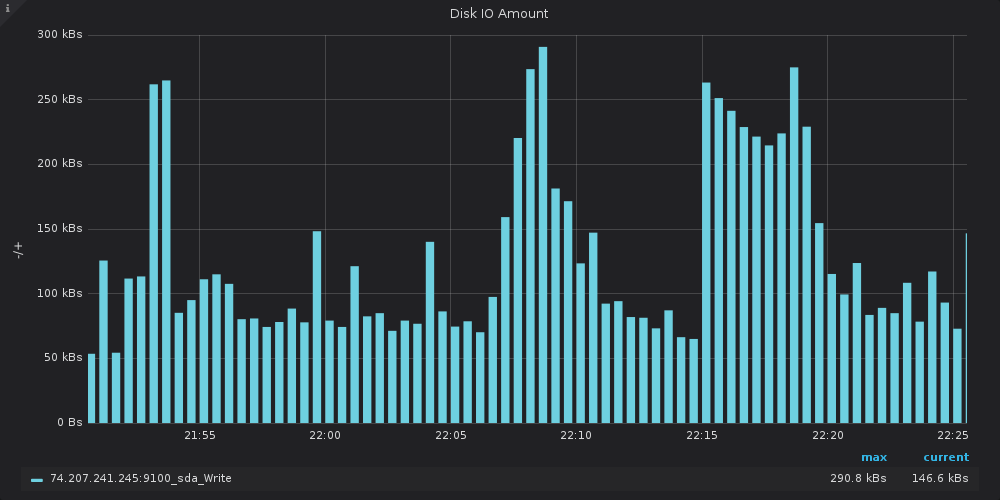 i
Disk IO Amount
300 kBs
250 kBs
200 kBs
150 kBs
100 kBs
50 kBs
0 Bs
-/+
21:55 22:00 22:05 22:10 22:15 22:20 22:25
max current
74.207.241.245:9100_sda_Write 290.8 kBs 146.6 kBs